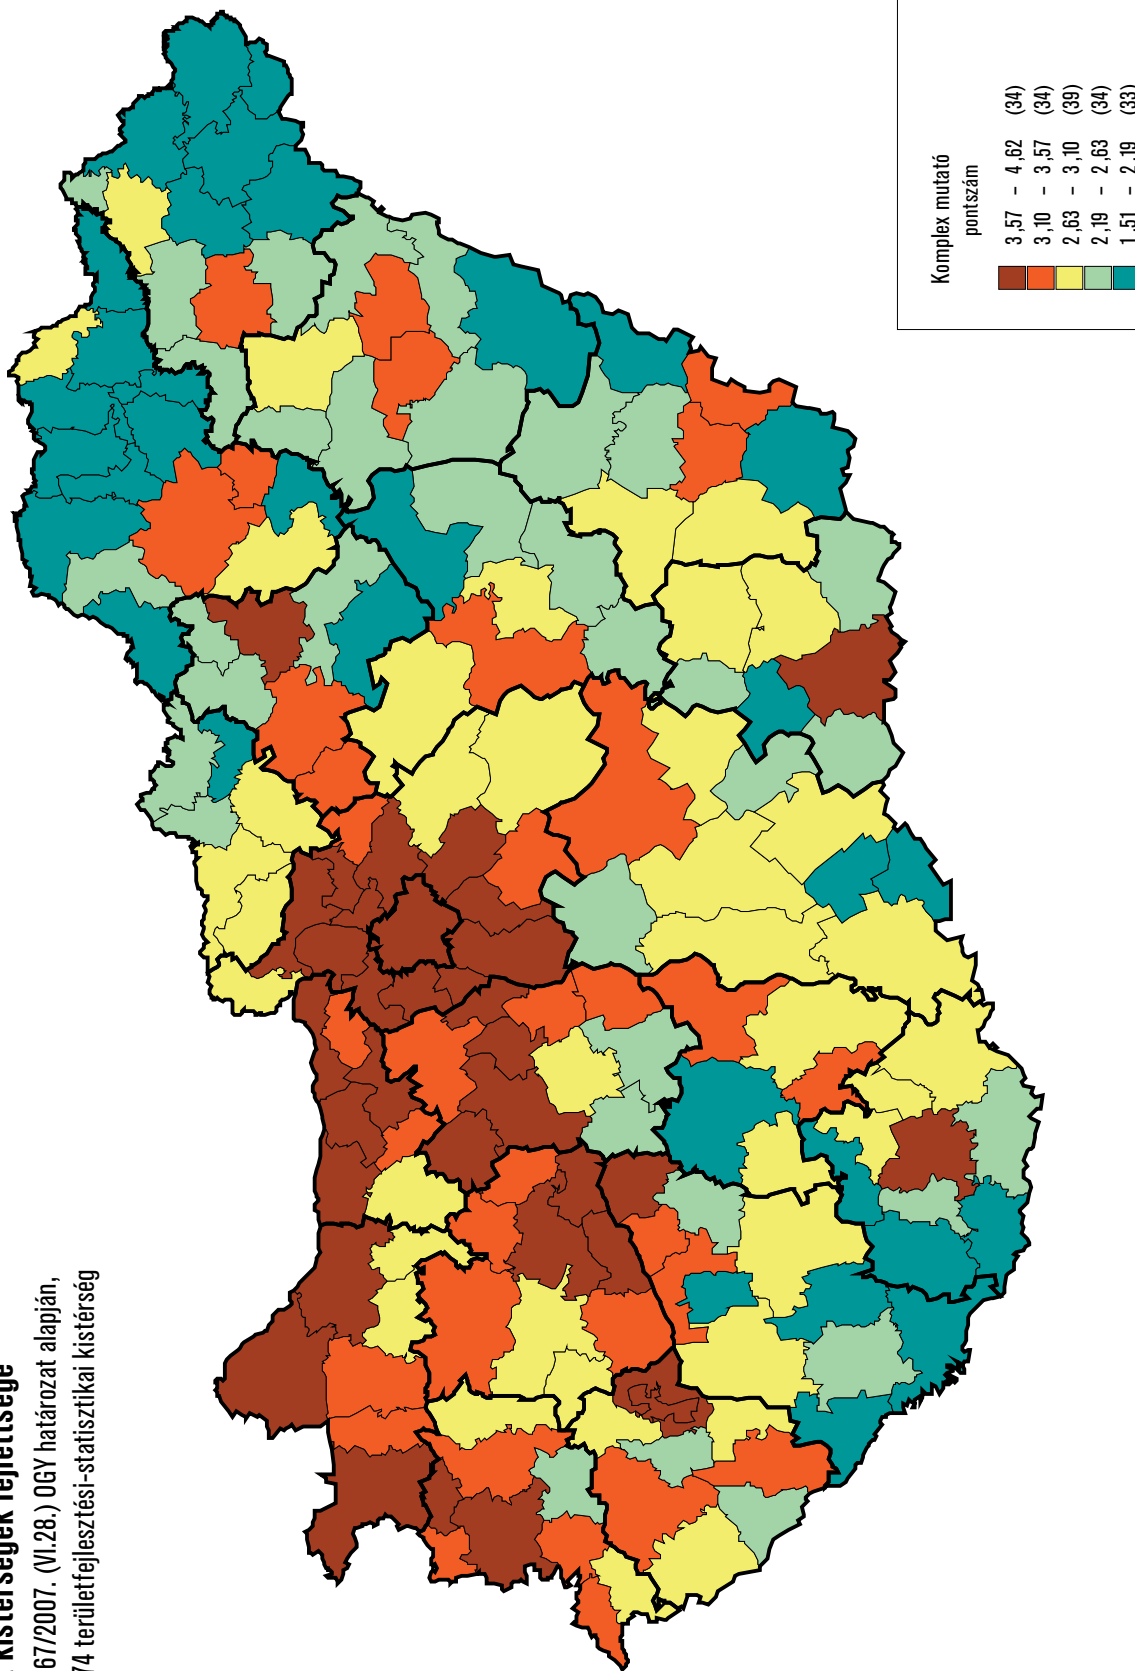 kistérségek fejlettsége
67/2007. (VI.28.) OGY határozat alapján,
74 területfejlesztési-statisztikai kistérség
Komplex mutató
pontszám
3,57 – 4,62 (34)
3,10 – 3,57 (34)
2,63 – 3,10 (39)
2,19 – 2,63 (34)
1,51 – 2,19 (33)